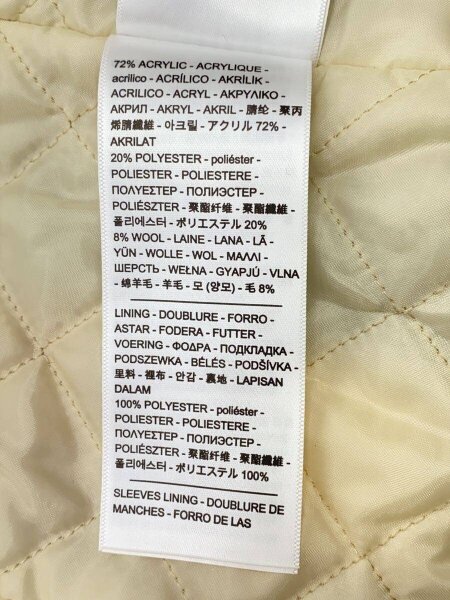 72% ACRYLIC - ACRYLIQUE -
acrilico - ACRÍLICO - AKRİLİK -
ACRILICO - ACRYL - ΑΚΡΥΛΙΚΟ -
АКРИЛ - AKRYL - AKRIL - 腈纶 - 聚丙
烯腈纖維 - 아크릴 - アクリル 72% -
AKRILAT
20% POLYESTER - poliéster -
POLIESTER - POLIESTERE -
ΠΟΛΥΕΣΤΕΡ - ПОЛИЭСТЕР -
POLIÉSZTER - 聚酯纤维 - 聚酯纖維 -
폴리에스터 - ポリエステル 20%
8% WOOL - LAINE - LANA - LÃ -
YÜN - WOLLE - WOL - ΜΑΛΛΙ -
ШЕРСТЬ - WEŁNA - GYAPJÚ - VLNA
- 绵羊毛 - 羊毛 - 모 (양모) - 毛 8%
LINING - DOUBLURE - FORRO -
ASTAR - FODERA - FUTTER -
VOERING - ΦΟΔΡΑ - ПОДКЛАДКА -
PODSZEWKA - BÉLÉS - PODŠÍVKA -
里料 - 裡布 - 안감 - 裏地 - LAPISAN
DALAM
100% POLYESTER - poliéster -
POLIESTER - POLIESTERE -
ΠΟΛΥΕΣΤΕΡ - ПОЛИЭСТЕР -
POLIÉSZTER - 聚酯纤维 - 聚酯纖維 -
폴리에스터 - ポリエステル 100%
SLEEVES LINING - DOUBLURE DE
MANCHES - FORRO DE LAS